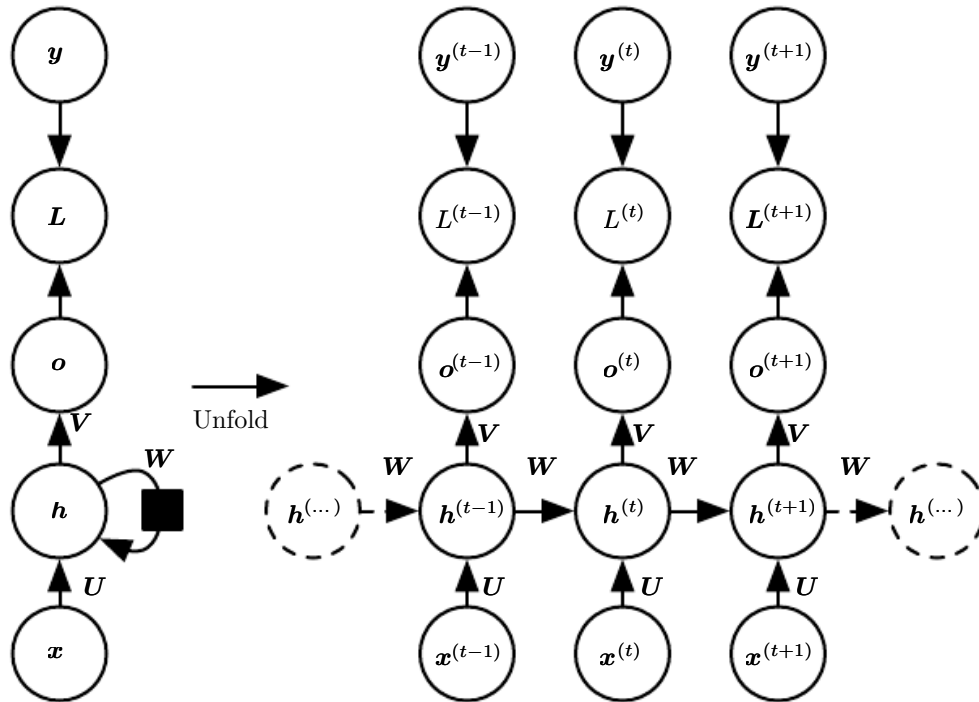 y y^{(t−1)} y^{(t)} y^{(t+1)}
L L^{(t−1)} L^{(t)} L^{(t+1)}
o o^{(t−1)} o^{(t)} o^{(t+1)}
Unfold
V V V V
W W W W W
h h^{(...)} h^{(t−1)} h^{(t)} h^{(t+1)} h^{(...)}
U U U U
x x^{(t−1)} x^{(t)} x^{(t+1)}